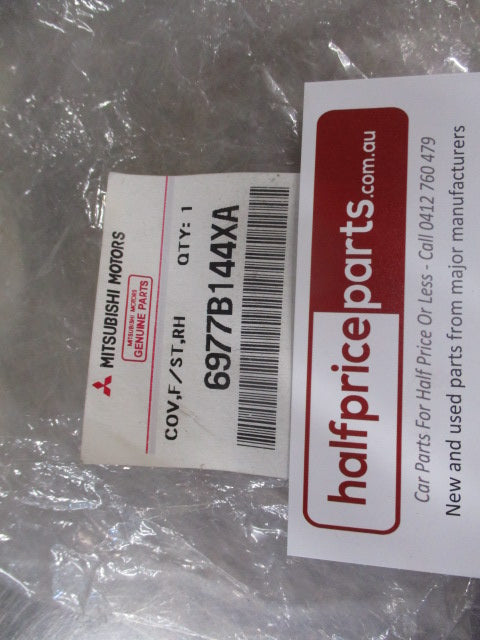 MITSUBISHI MOTORS
MITSUBISHI MOTORS
GENUINE PARTS
COV,F/ST,RH QTY: 1
6977B144XA
halfpriceparts.com.au
Car Parts For Half Price Or Less - Call 0412 760 479
New and used parts from major manufacturers